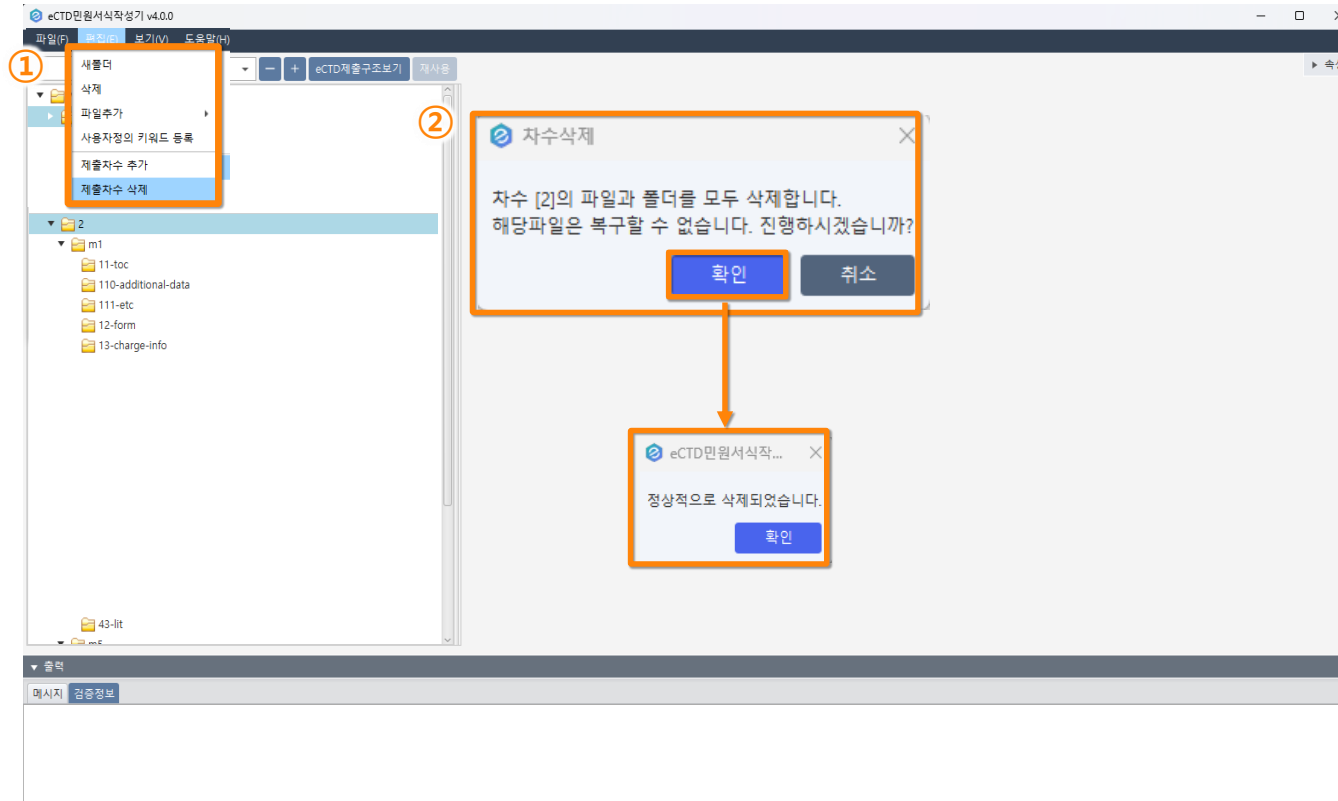 eCTD민원서식작성기 v4.0.0
파일(F) 편집(E) 보기(V) 도움말(H)
①
새폴더
삭제
파일추가
사용자정의 키워드 등록
제출차수 추가
제출차수 삭제
eCTD제출구조보기 재사용
속성
2
m1
11-toc
110-additional-data
111-etc
12-form
13-charge-info
43-lit
m5
②
차수삭제
차수 [2]의 파일과 폴더를 모두 삭제합니다.
해당파일은 복구할 수 없습니다. 진행하시겠습니까?
확인 취소
eCTD민원서식작...
정상적으로 삭제되었습니다.
확인
출력
메시지 검증정보